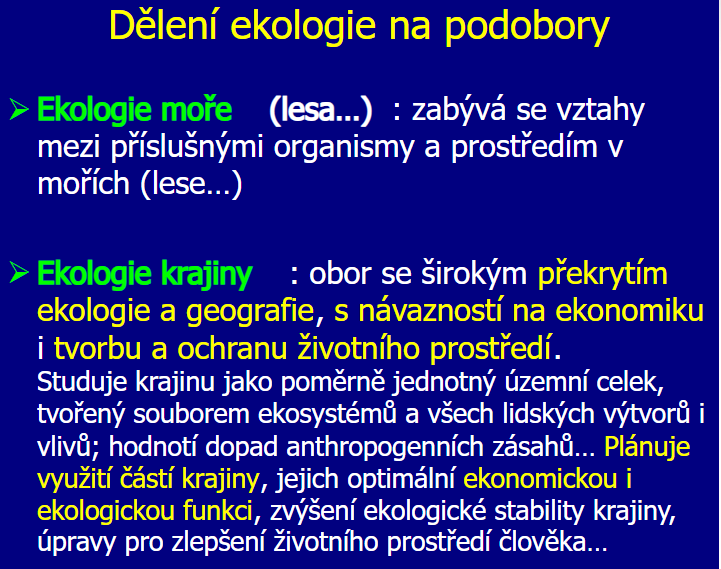 Dělení ekologie na podobory
Ekologie moře (lesa...) : zabývá se vztahy
mezi příslušnými organismy a prostředím v
mořích (lese...)
Ekologie krajiny : obor se širokým překrytím
ekologie a geografie, s návazností na ekonomiku
i tvorbu a ochranu životního prostředí.
Studuje krajinu jako poměrně jednotný územní celek,
tvořený souborem ekosystémů a všech lidských výtvorů i
vlivů; hodnotí dopad anthropogenních zásahů... Plánuje
využití částí krajiny, jejich optimální ekonomickou i
ekologickou funkci, zvýšení ekologické stability krajiny,
úpravy pro zlepšení životního prostředí člověka...